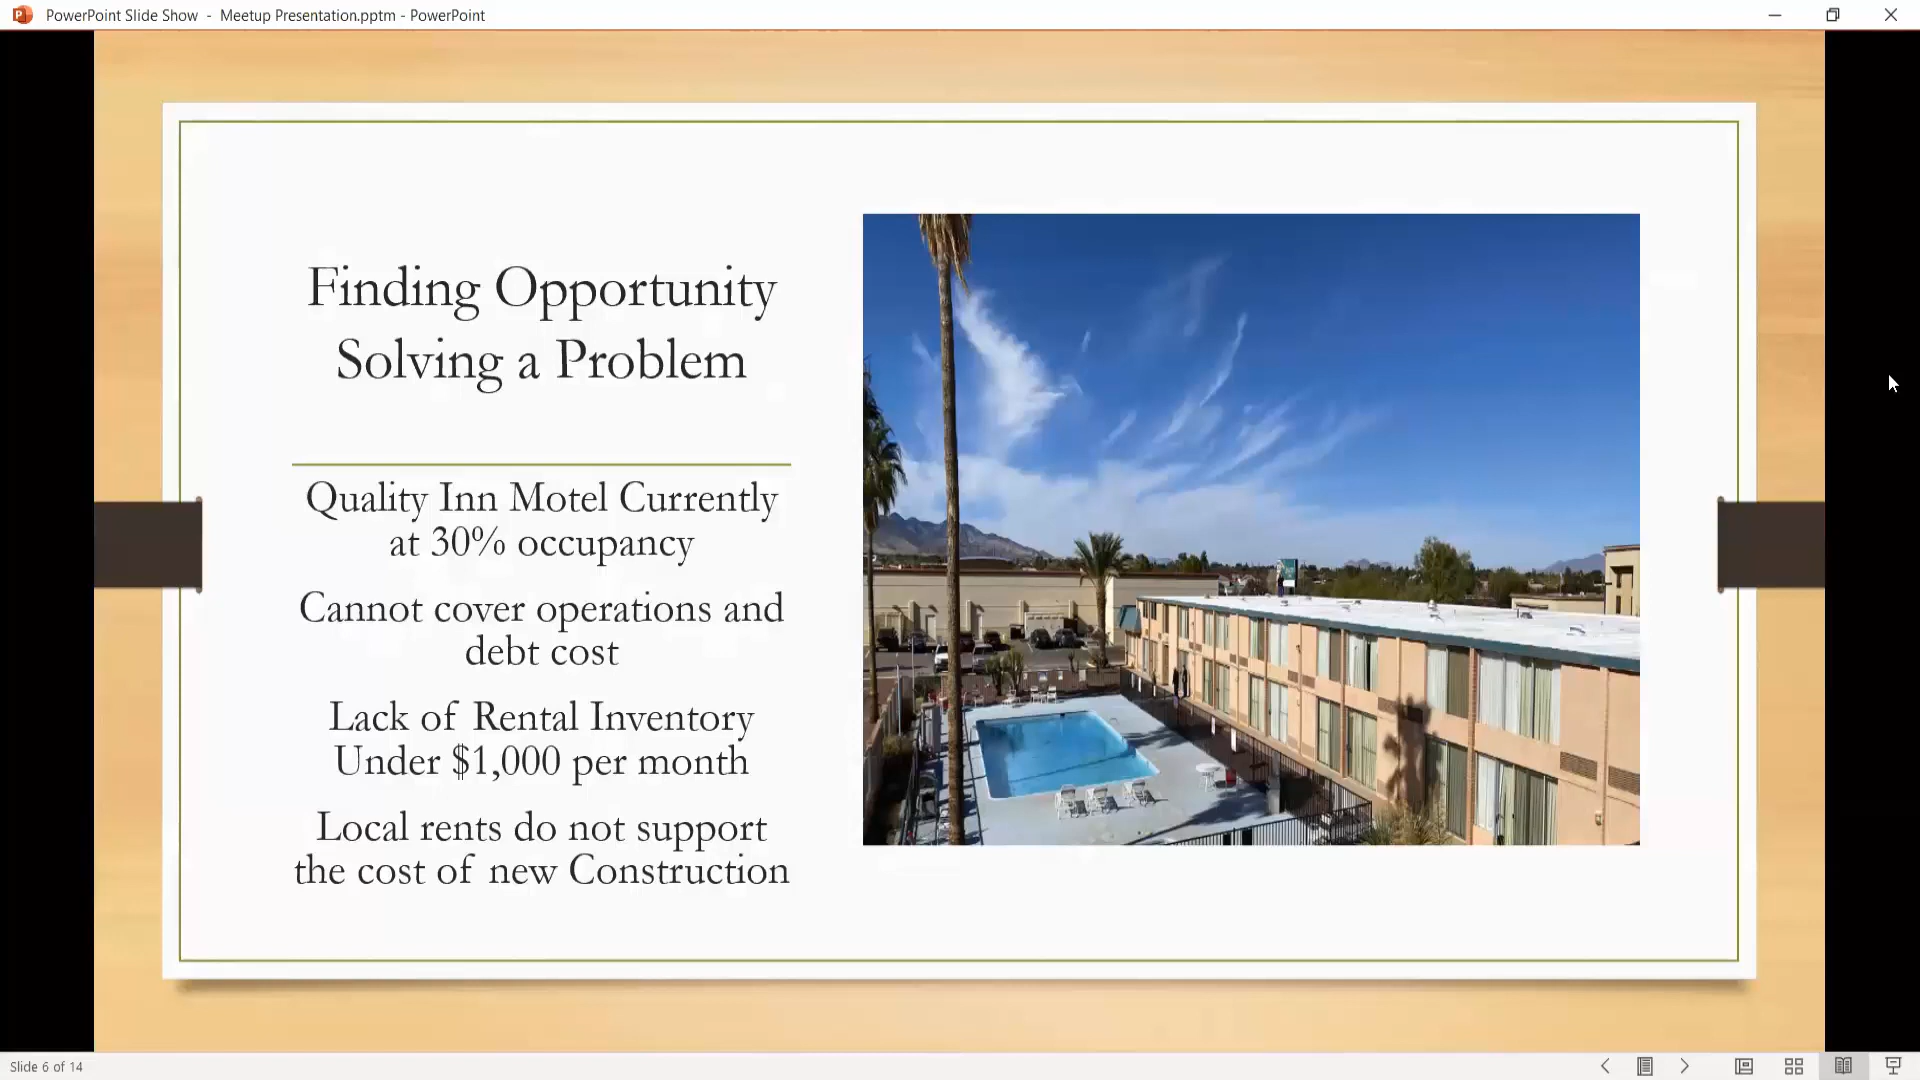 PowerPoint Slide Show - Meetup Presentation.pptm - PowerPoint
Finding Opportunity
Solving a Problem
Quality Inn Motel Currently
at 30% occupancy
Cannot cover operations and
debt cost
Lack of Rental Inventory
Under $1,000 per month
Local rents do not support
the cost of new Construction
Slide 6 of 14